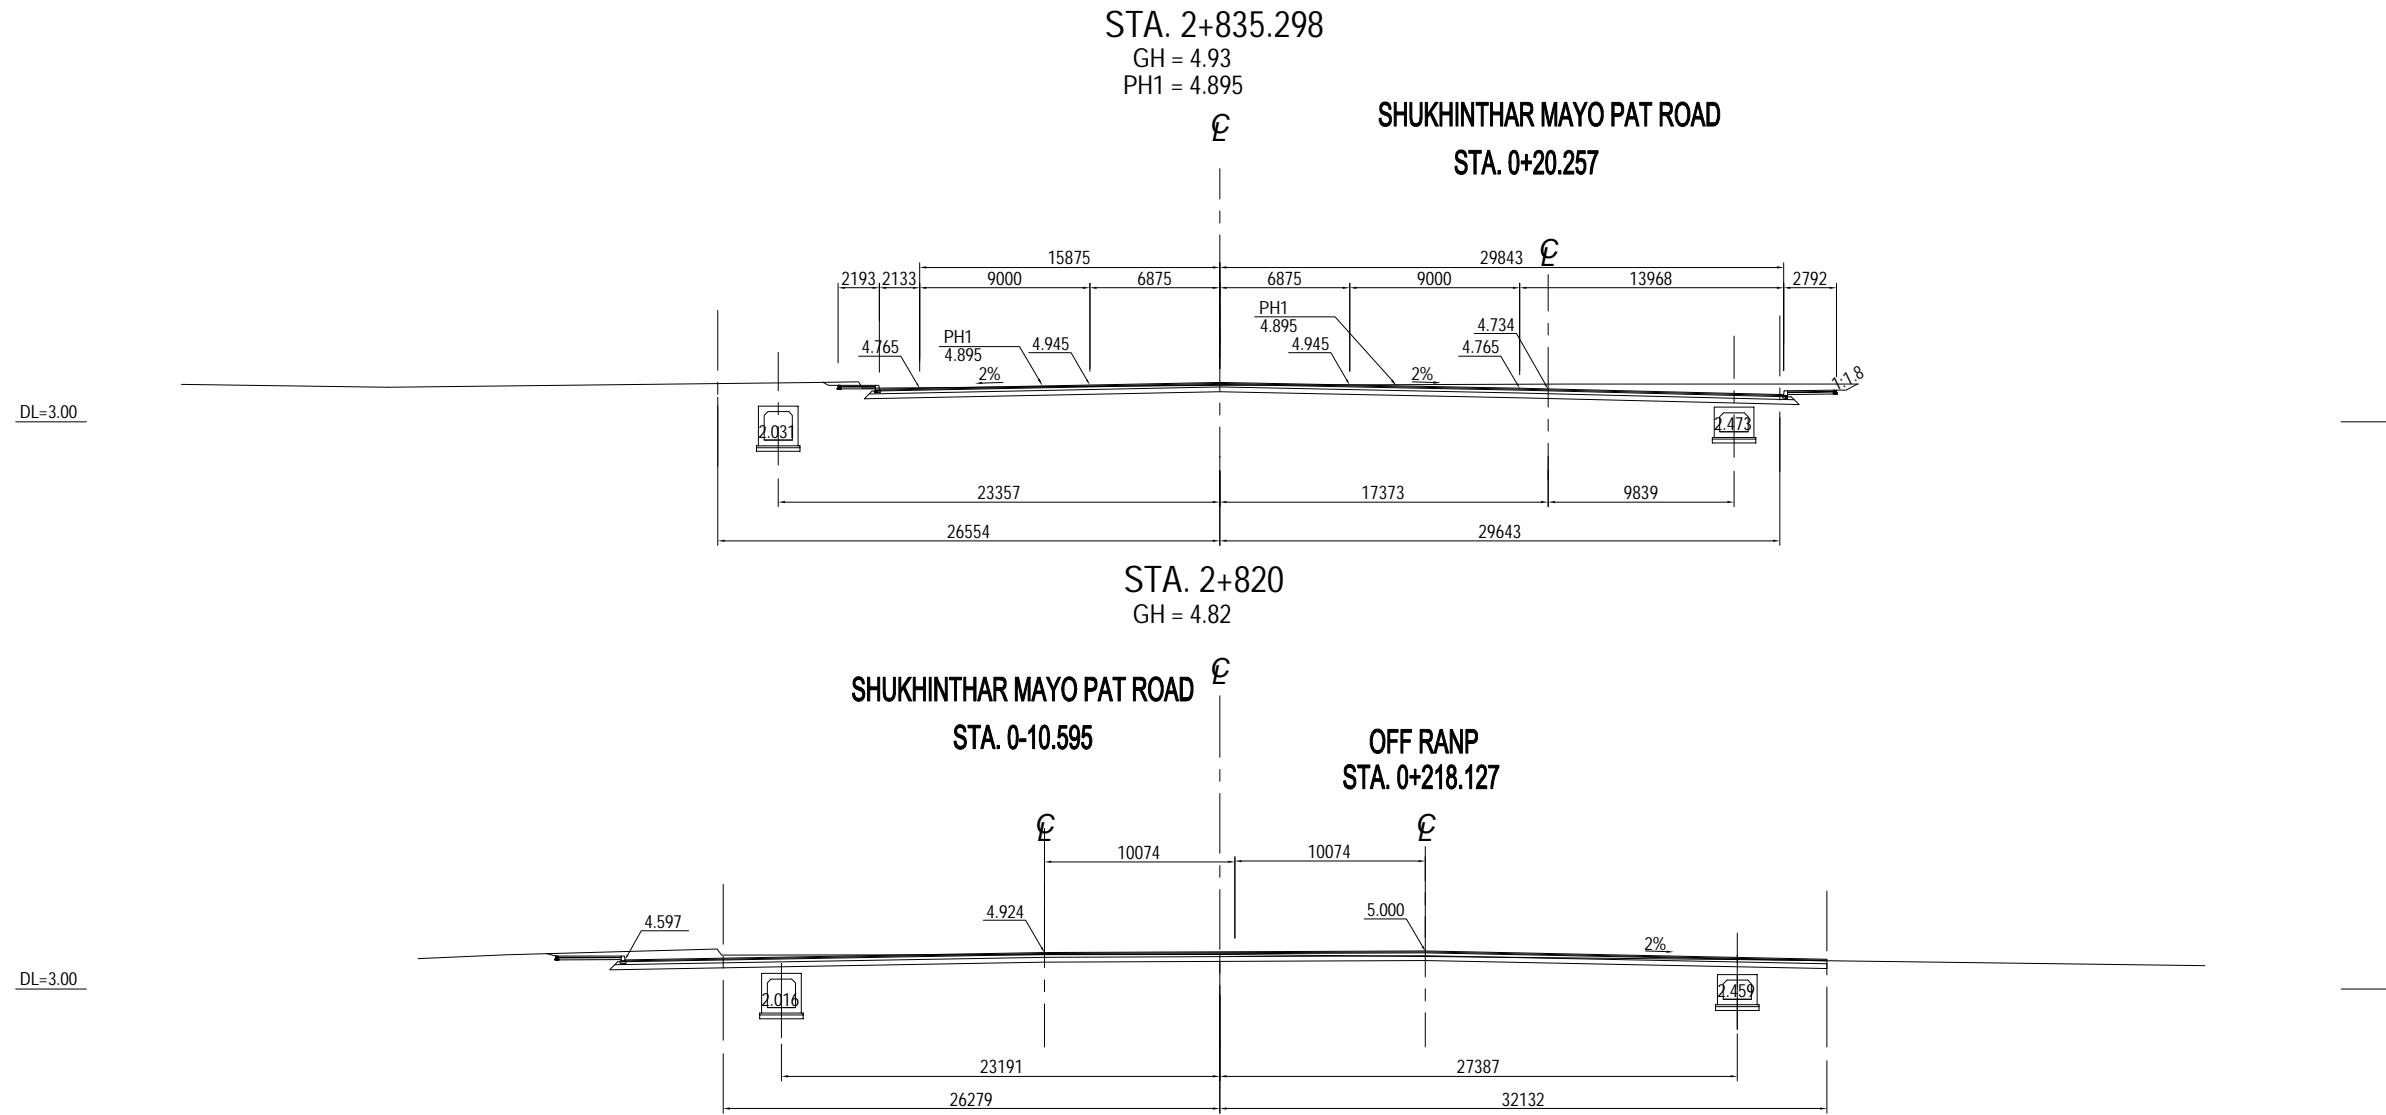 STA. 2+835.298
GH = 4.93
PH1 = 4.895
CL
SHUKHINTHAR MAYO PAT ROAD
STA. 0+20.257
CL
15875
29843
2193
2133
9000
6875
6875
9000
13968
2792
PH1
4.895
4.765
PH1
4.895
4.945
4.945
4.734
4.765
2%
2%
1:1.8
DL=3.00
2.031
2.473
23357
17373
9839
26554
29643
STA. 2+820
GH = 4.82
CL
SHUKHINTHAR MAYO PAT ROAD
STA. 0-10.595
OFF RANP
STA. 0+218.127
CL
CL
10074
10074
4.597
4.924
5.000
2%
DL=3.00
2.016
2.459
23191
27387
26279
32132